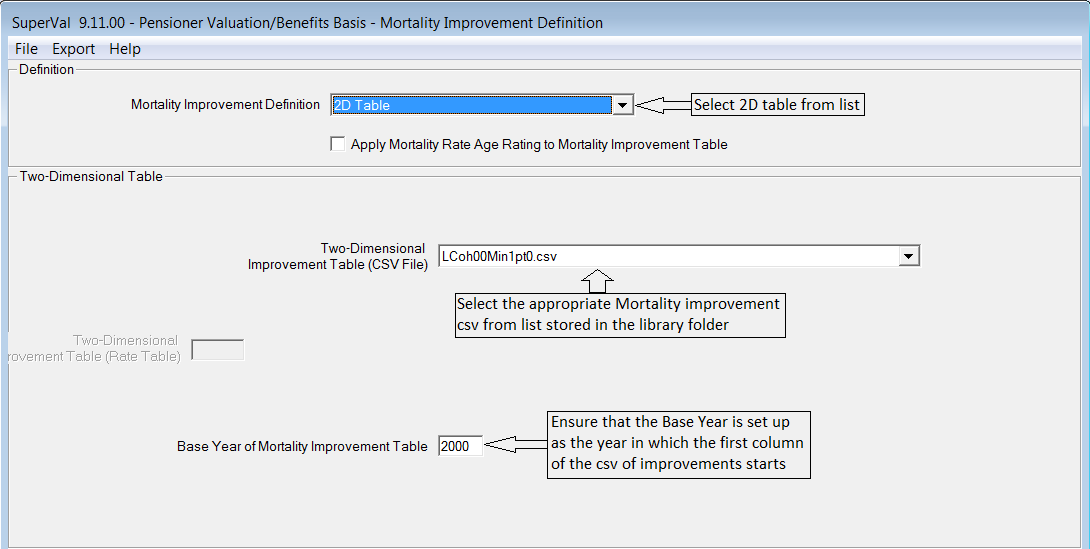 SuperVal 9.11.00 - Pensioner Valuation/Benefits Basis - Mortality Improvement Definition
File Export Help
Definition
Mortality Improvement Definition 2D Table
Select 2D table from list
Apply Mortality Rate Age Rating to Mortality Improvement Table
Two-Dimensional Table
Two-Dimensional
Improvement Table (CSV File) LCoh00Min1pt0.csv
Select the appropriate Mortality improvement
csv from list stored in the library folder
Two-Dimensional
rovement Table (Rate Table)
Base Year of Mortality Improvement Table 2000
Ensure that the Base Year is set up
as the year in which the first column
of the csv of improvements starts